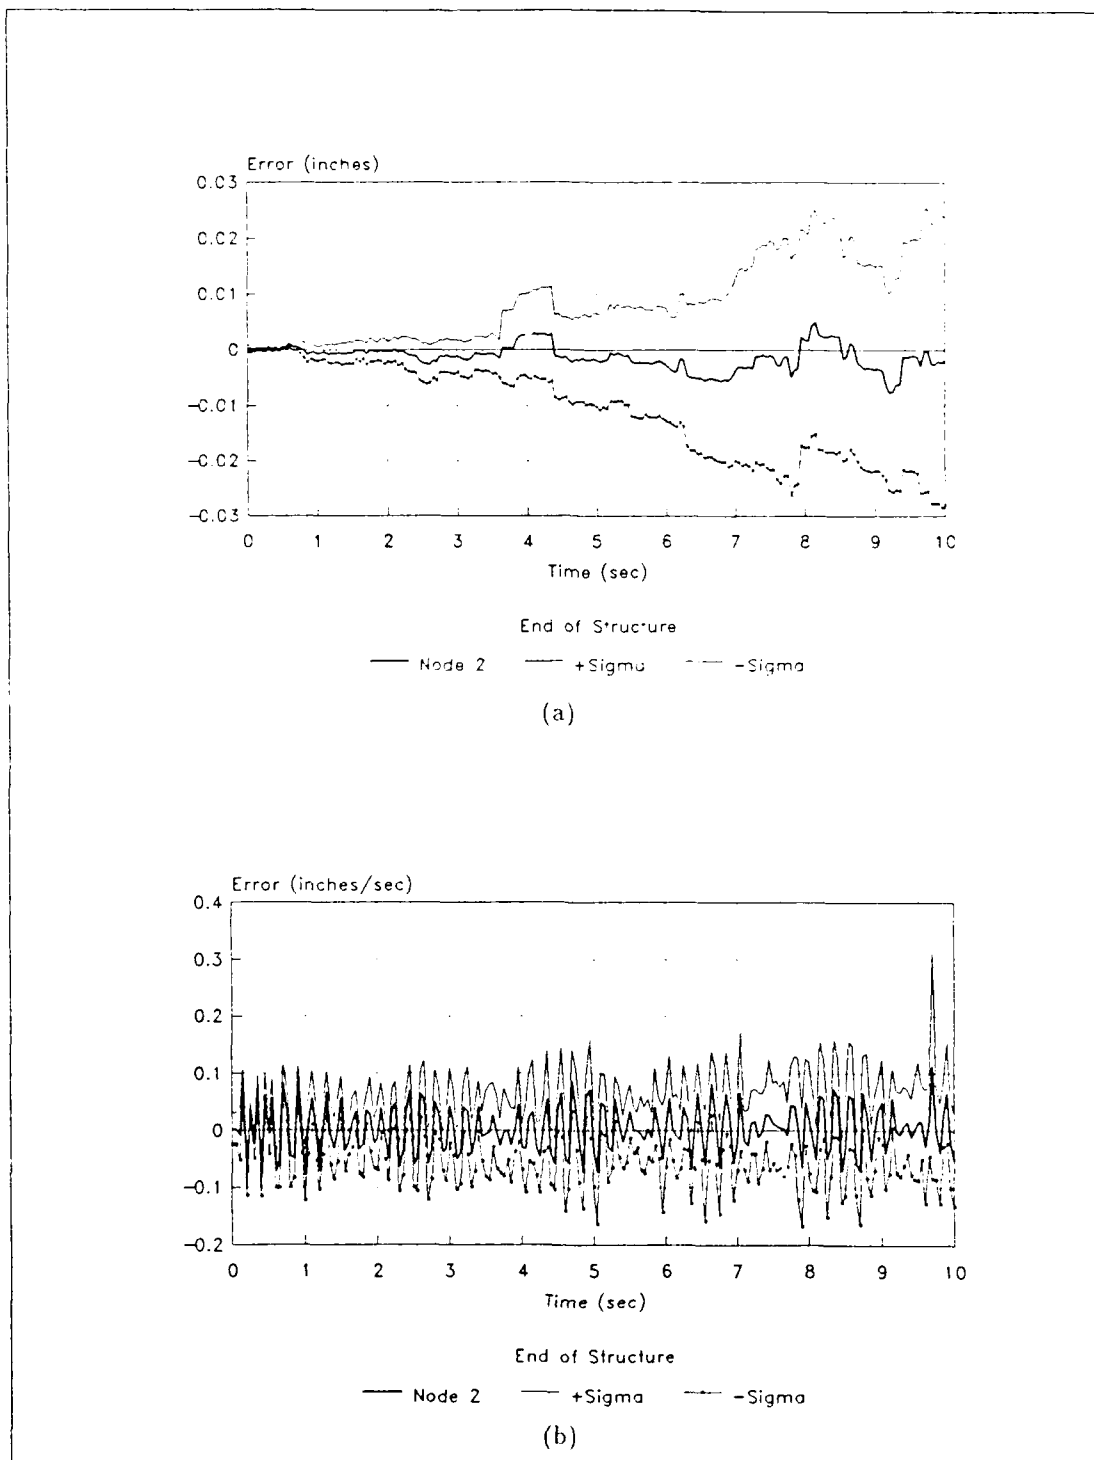 Error (inches)
0.03
0.02
0.01
0
−0.01
−0.02
−0.03
0 1 2 3 4 5 6 7 8 9 10
Time (sec)
End of Structure
Node 2 +Sigma -Sigma
(a)
Error (inches/sec)
0.4
0.3
0.2
0.1
0
−0.1
−0.2
0 1 2 3 4 5 6 7 8 9 10
Time (sec)
End of Structure
Node 2 +Sigma -Sigma
(b)